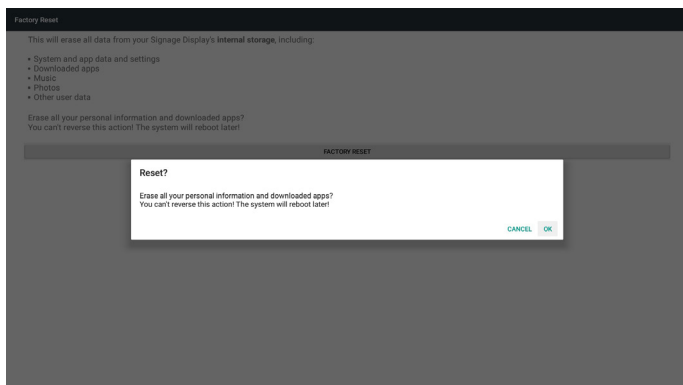 Factory Reset
This will erase all data from your Signage Display's internal storage, including:
• System and app data and settings
• Downloaded apps
• Music
• Photos
• Other user data
Erase all your personal information and downloaded apps?
You can't reverse this action! The system will reboot later!
FACTORY RESET
Reset?
Erase all your personal information and downloaded apps?
You can't reverse this action! The system will reboot later!
CANCEL OK